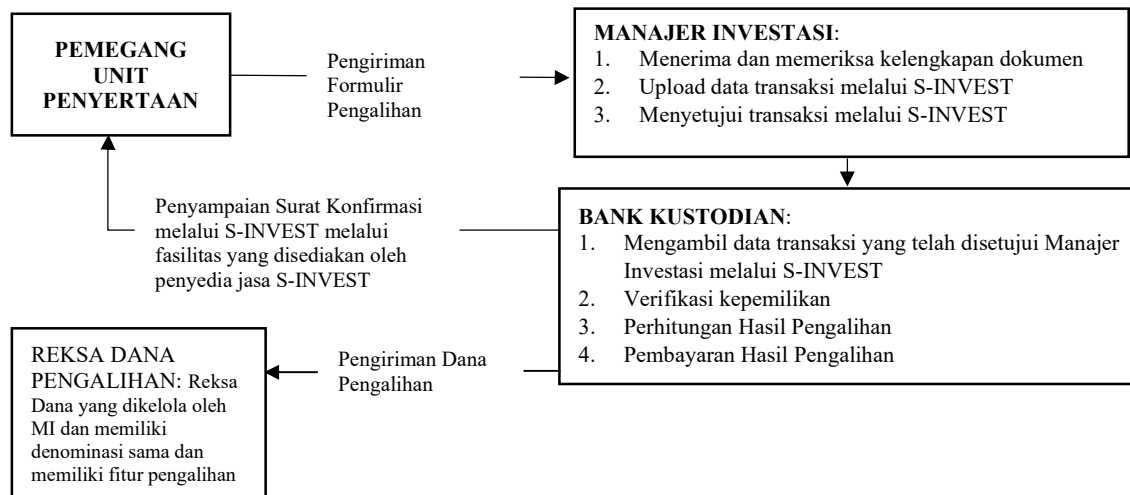 PEMEGANG
UNIT
PENYERTAAN
Pengiriman
Formulir
Pengalihan
MANAJER INVESTASI:
1. Menerima dan memeriksa kelengkapan dokumen
2. Upload data transaksi melalui S-INVEST
3. Menyetujui transaksi melalui S-INVEST
Penyampaian Surat Konfirmasi
melalui S-INVEST melalui
fasilitas yang disediakan oleh
penyedia jasa S-INVEST
BANK KUSTODIAN:
1. Mengambil data transaksi yang telah disetujui Manajer
Investasi melalui S-INVEST
2. Verifikasi kepemilikan
3. Perhitungan Hasil Pengalihan
4. Pembayaran Hasil Pengalihan
REKSA DANA
PENGALIHAN: Reksa
Dana yang dikelola oleh
MI dan memiliki
denominasi sama dan
memiliki fitur pengalihan
Pengiriman Dana
Pengalihan